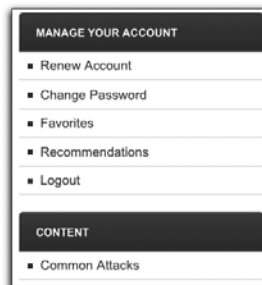 MANAGE YOUR ACCOUNT
Renew Account
Change Password
Favorites
Recommendations
Logout
CONTENT
Common Attacks